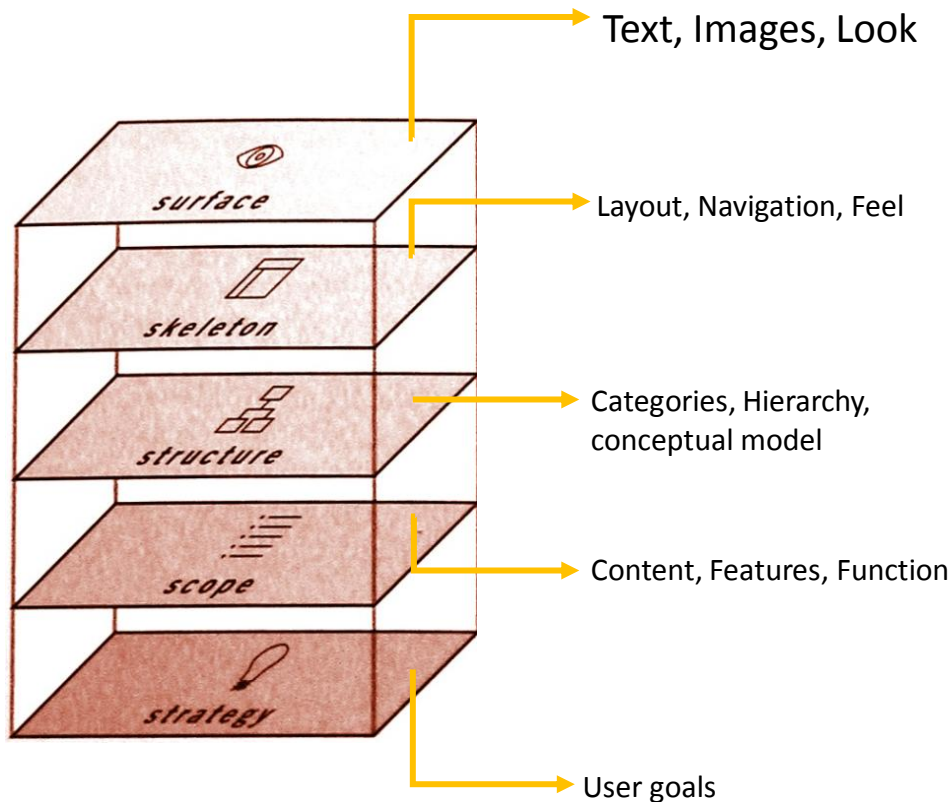 Text, Images, Look
surface
Layout, Navigation, Feel
skeleton
Categories, Hierarchy,
conceptual model
structure
Content, Features, Function
scope
strategy
User goals